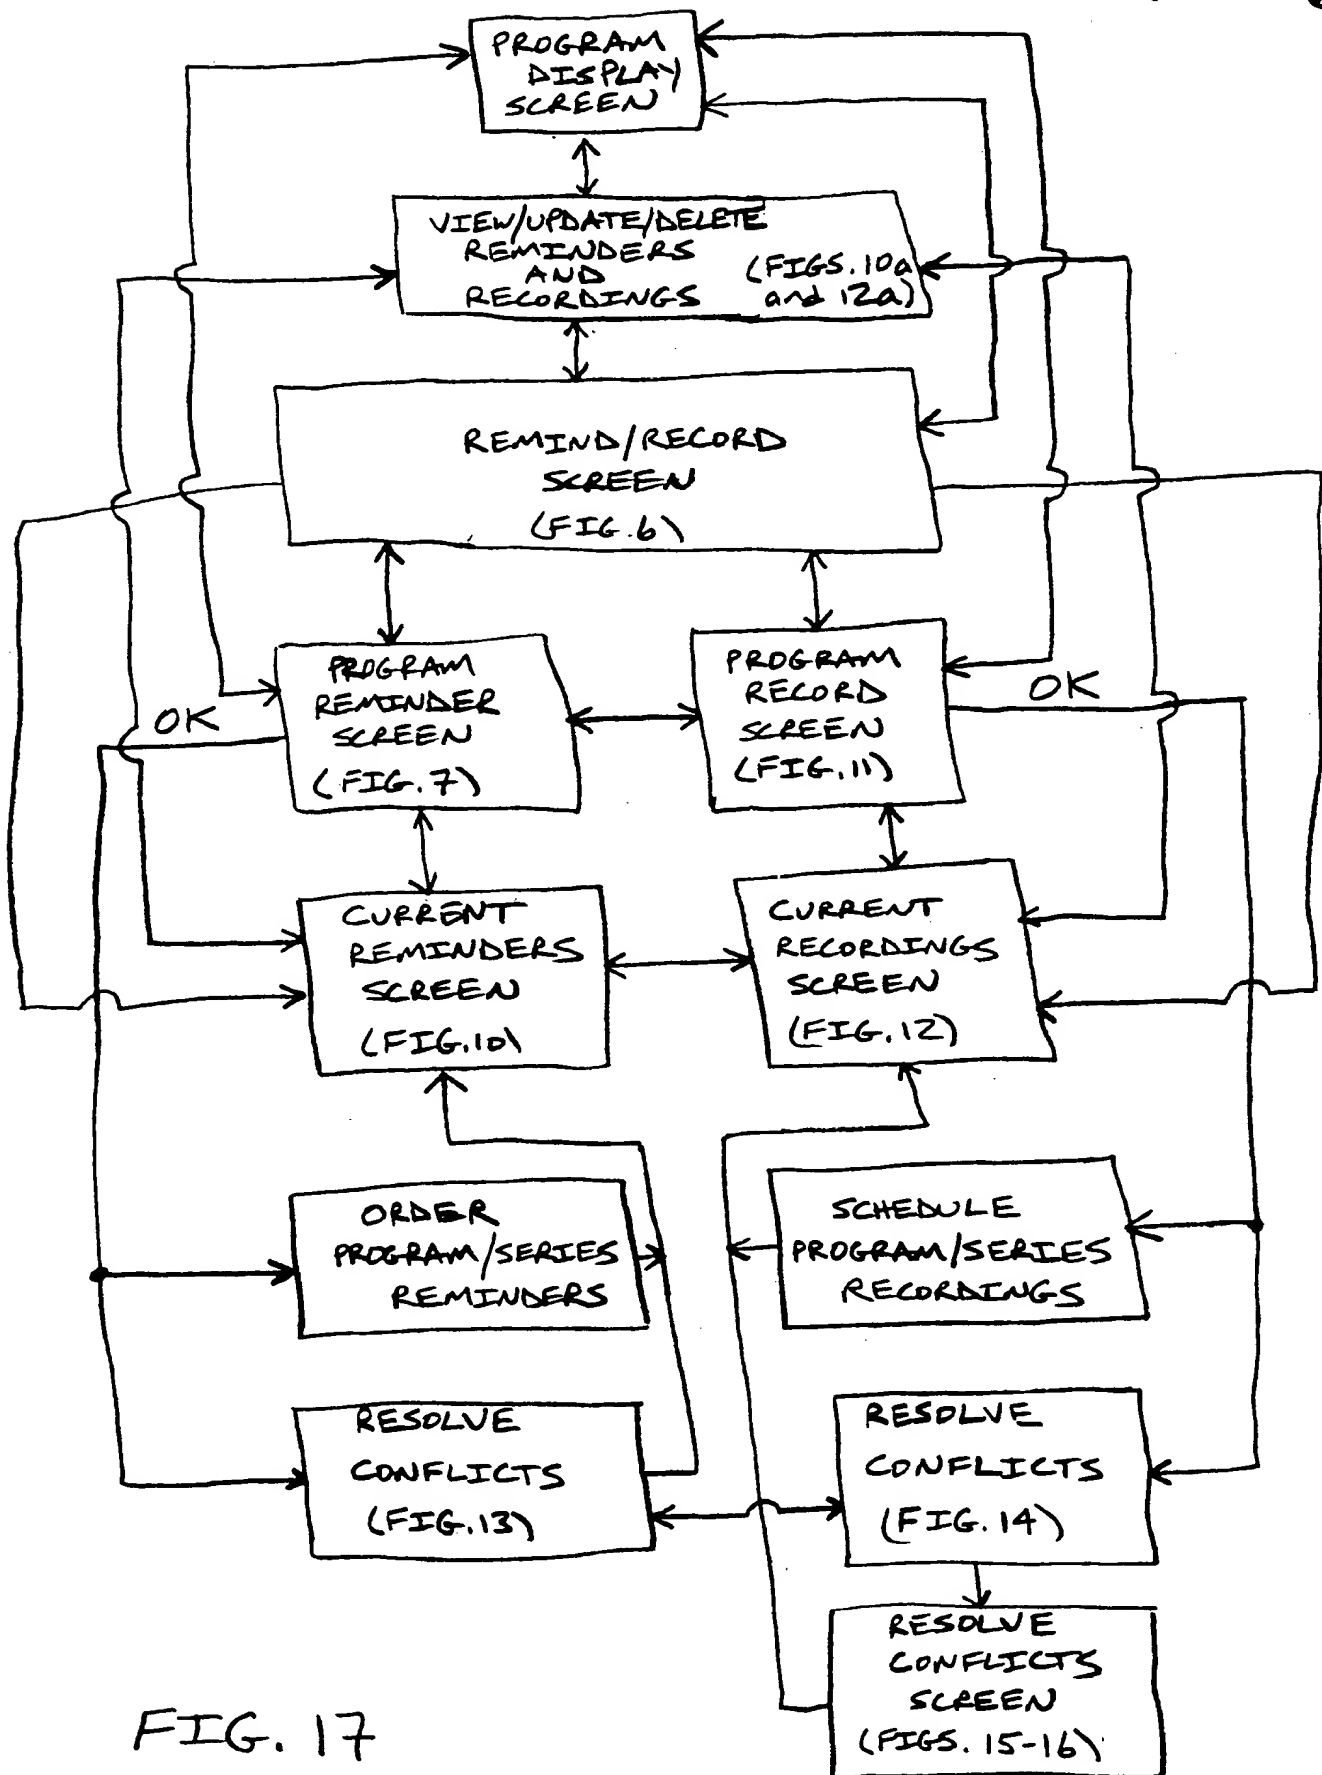 PROGRAM
DISPLAY
SCREEN
VIEW/UPDATE/DELETE
REMINDERS
AND
RECORDINGS
(FIGS. 10a
and 12a)
REMIND/RECORD
SCREEN
(FIG. 6)
PROGRAM
REMINDER
SCREEN
(FIG. 7)
OK
PROGRAM
RECORD
SCREEN
(FIG. 11)
OK
CURRENT
REMINDERS
SCREEN
(FIG. 10)
CURRENT
RECORDINGS
SCREEN
(FIG. 12)
ORDER
PROGRAM/SERIES
REMINDERS
SCHEDULE
PROGRAM/SERIES
RECORDINGS
RESOLVE
CONFLICTS
(FIG. 13)
RESOLVE
CONFLICTS
(FIG. 14)
RESOLVE
CONFLICTS
SCREEN
(FIGS. 15-16)
FIG. 17